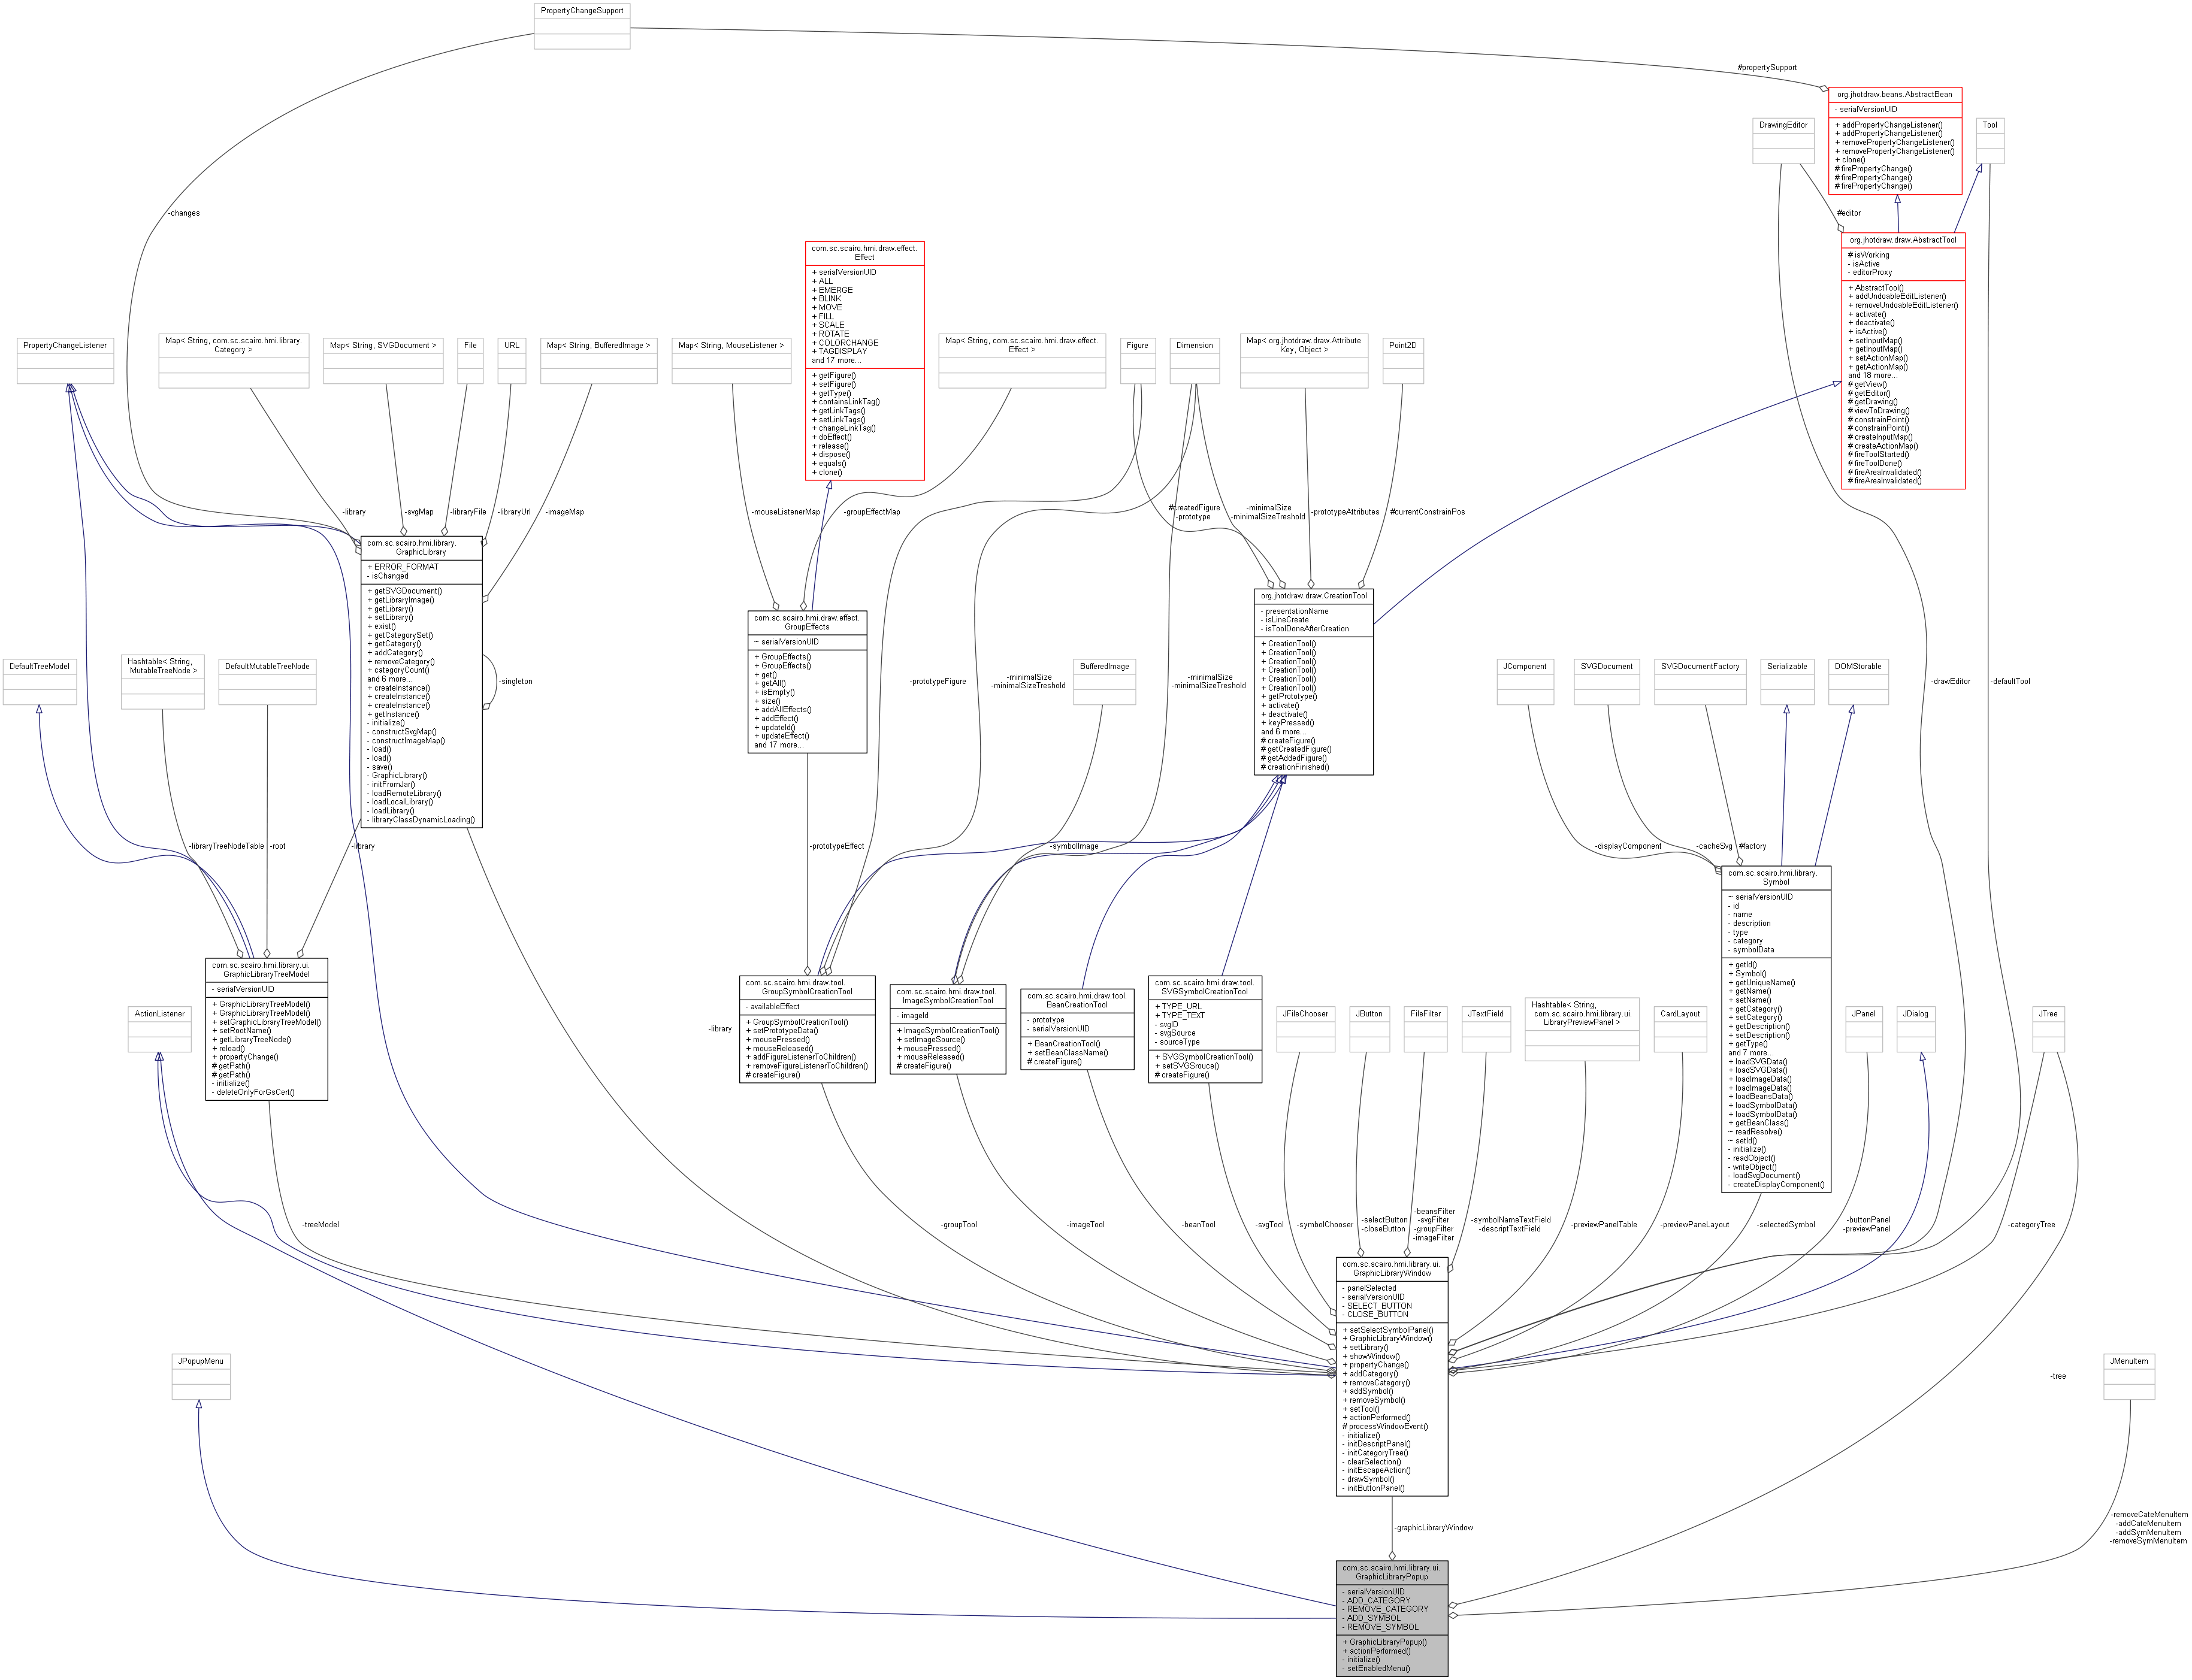 PropertyChangeSupport
#propertySupport
org.jhotdraw.beans.AbstractBean
- serialVersionUID
+ addPropertyChangeListener()
+ addPropertyChangeListener()
+ removePropertyChangeListener()
+ removePropertyChangeListener()
+ clone()
# firePropertyChange()
# firePropertyChange()
# firePropertyChange()
DrawingEditor
Tool
-changes
#editor
org.jhotdraw.draw.AbstractTool
# isWorking
- isActive
- editorProxy
+ AbstractTool()
+ addUndoableEditListener()
+ removeUndoableEditListener()
+ activate()
+ deactivate()
+ isActive()
+ setInputMap()
+ getInputMap()
+ setActionMap()
+ getActionMap()
and 18 more...
# getView()
# getEditor()
# getDrawing()
# viewToDrawing()
# constrainPoint()
# constrainPoint()
# createInputMap()
# createActionMap()
# fireToolStarted()
# fireToolDone()
# fireAreaInvalidated()
# fireAreaInvalidated()
com.sc.scairo.hmi.draw.effect.
Effect
+ serialVersionUID
+ ALL
+ EMERGE
+ BLINK
+ MOVE
+ FILL
+ SCALE
+ ROTATE
+ COLORCHANGE
+ TAGDISPLAY
and 17 more...
+ getFigure()
+ setFigure()
+ getType()
+ containsLinkTag()
+ getLinkTags()
+ setLinkTags()
+ changeLinkTag()
+ doEffect()
+ release()
+ dispose()
+ equals()
+ clone()
PropertyChangeListener
Map< String, com.sc.scairo.hmi.library.
Category >
Map< String, SVGDocument >
File
URL
Map< String, BufferedImage >
Map< String, MouseListener >
Map< String, com.sc.scairo.hmi.draw.effect.
Effect >
Figure
Dimension
Map< org.jhotdraw.draw.Attribute
Key, Object >
Point2D
-library
-svgMap
-libraryFile
-libraryUrl
-imageMap
-mouseListenerMap
-groupEffectMap
#createdFigure
-prototype
-minimalSize
-minimalSizeTreshold
-prototypeAttributes
#currentConstrainPos
com.sc.scairo.hmi.library.
GraphicLibrary
+ ERROR_FORMAT
- isChanged
+ getSVGDocument()
+ getLibraryImage()
+ getLibrary()
+ setLibrary()
+ exist()
+ getCategorySet()
+ getCategory()
+ addCategory()
+ removeCategory()
+ categoryCount()
and 6 more...
+ createInstance()
+ createInstance()
+ createInstance()
+ getInstance()
- initialize()
- constructSvgMap()
- constructImageMap()
- load()
- load()
- save()
- GraphicLibrary()
- initFromJar()
- loadRemoteLibrary()
- loadLocalLibrary()
- loadLibrary()
- libraryClassDynamicLoading()
-singleton
com.sc.scairo.hmi.draw.effect.
GroupEffects
~ serialVersionUID
+ GroupEffects()
+ GroupEffects()
+ get()
+ getAll()
+ isEmpty()
+ size()
+ addAllEffects()
+ addEffect()
+ updateId()
+ updateEffect()
and 17 more...
org.jhotdraw.draw.CreationTool
- presentationName
- isLineCreate
- isToolDoneAfterCreation
+ CreationTool()
+ CreationTool()
+ CreationTool()
+ CreationTool()
+ CreationTool()
+ CreationTool()
+ getPrototype()
+ activate()
+ deactivate()
+ keyPressed()
and 6 more...
# createFigure()
# getCreatedFigure()
# getAddedFigure()
# creationFinished()
DefaultTreeModel
Hashtable< String,
MutableTreeNode >
DefaultMutableTreeNode
-prototypeFigure
-minimalSize
-minimalSizeTreshold
BufferedImage
-minimalSize
-minimalSizeTreshold
JComponent
SVGDocument
SVGDocumentFactory
Serializable
DOMStorable
-defaultTool
-drawEditor
-libraryTreeNodeTable
-root
-library
-prototypeEffect
-symbolImage
-displayComponent
-cacheSvg
#factory
com.sc.scairo.hmi.library.
Symbol
~ serialVersionUID
- id
- name
- description
- type
- category
- symbolData
+ getId()
+ Symbol()
+ getUniqueName()
+ getName()
+ setName()
+ getCategory()
+ setCategory()
+ getDescription()
+ setDescription()
+ getType()
and 7 more...
+ loadSVGData()
+ loadSVGData()
+ loadImageData()
+ loadImageData()
+ loadBeansData()
+ loadSymbolData()
+ loadSymbolData()
+ getBeanClass()
~ readResolve()
~ setId()
- initialize()
- readObject()
- writeObject()
- loadSvgDocument()
- createDisplayComponent()
com.sc.scairo.hmi.library.ui.
GraphicLibraryTreeModel
- serialVersionUID
+ GraphicLibraryTreeModel()
+ GraphicLibraryTreeModel()
+ setGraphicLibraryTreeModel()
+ setRootName()
+ getLibraryTreeNode()
+ reload()
+ propertyChange()
# getPath()
# getPath()
- initialize()
- deleteOnlyForGsCert()
com.sc.scairo.hmi.draw.tool.
GroupSymbolCreationTool
- availableEffect
+ GroupSymbolCreationTool()
+ setPrototypeData()
+ mousePressed()
+ mouseReleased()
+ addFigureListenerToChildren()
+ removeFigureListenerToChildren()
# createFigure()
com.sc.scairo.hmi.draw.tool.
ImageSymbolCreationTool
- imageId
+ ImageSymbolCreationTool()
+ setImageSource()
+ mousePressed()
+ mouseReleased()
# createFigure()
com.sc.scairo.hmi.draw.tool.
BeanCreationTool
- prototype
- serialVersionUID
+ BeanCreationTool()
+ setBeanClassName()
# createFigure()
com.sc.scairo.hmi.draw.tool.
SVGSymbolCreationTool
+ TYPE_URL
+ TYPE_TEXT
- svgID
- svgSource
- sourceType
+ SVGSymbolCreationTool()
+ setSVGSrouce()
# createFigure()
ActionListener
JFileChooser
JButton
FileFilter
JTextField
Hashtable< String,
com.sc.scairo.hmi.library.ui.
LibraryPreviewPanel >
CardLayout
JPanel
JDialog
JTree
-library
-treeModel
-groupTool
-imageTool
-beanTool
-svgTool
-symbolChooser
-selectButton
-closeButton
-beansFilter
-svgFilter
-groupFilter
-imageFilter
-symbolNameTextField
-descriptTextField
-previewPanelTable
-previewPaneLayout
-selectedSymbol
-buttonPanel
-previewPanel
-categoryTree
com.sc.scairo.hmi.library.ui.
GraphicLibraryWindow
- panelSelected
- serialVersionUID
- SELECT_BUTTON
- CLOSE_BUTTON
+ setSelectSymbolPanel()
+ GraphicLibraryWindow()
+ setLibrary()
+ showWindow()
+ propertyChange()
+ addCategory()
+ removeCategory()
+ addSymbol()
+ removeSymbol()
+ setTool()
+ actionPerformed()
# processWindowEvent()
- initialize()
- initDescriptPanel()
- initCategoryTree()
- clearSelection()
- initEscapeAction()
- drawSymbol()
- initButtonPanel()
JPopupMenu
-tree
JMenuItem
-graphicLibraryWindow
-removeCateMenuItem
-addCateMenuItem
-addSymMenuItem
-removeSymMenuItem
com.sc.scairo.hmi.library.ui.
GraphicLibraryPopup
- serialVersionUID
- ADD_CATEGORY
- REMOVE_CATEGORY
- ADD_SYMBOL
- REMOVE_SYMBOL
+ GraphicLibraryPopup()
+ actionPerformed()
- initialize()
- setEnabledMenu()